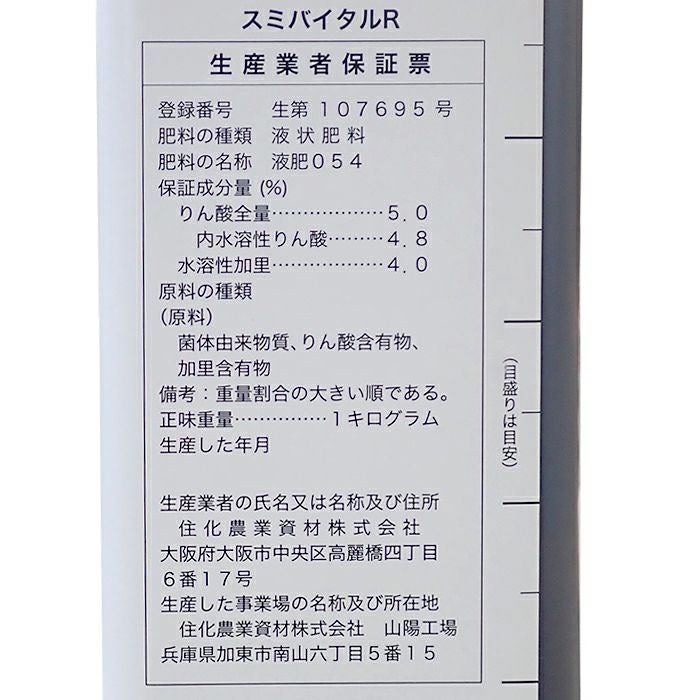 スミバイタルR
生産業者保証票
登録番号　生第 107695 号
肥料の種類　液状肥料
肥料の名称　液肥054
保証成分量 (%)
りん酸全量………………5.0
内水溶性りん酸………4.8
水溶性加里………………4.0
原料の種類
（原料）
菌体由来物質、りん酸含有物、
加里含有物
備考：重量割合の大きい順である。
正味重量……………1キログラム
生産した年月
生産業者の氏名又は名称及び住所
住化農業資材株式会社
大阪府大阪市中央区高麗橋四丁目
6番17号
生産した事業場の名称及び所在地
住化農業資材株式会社　山陽工場
兵庫県加東市南山六丁目5番15
（目盛りは目安）